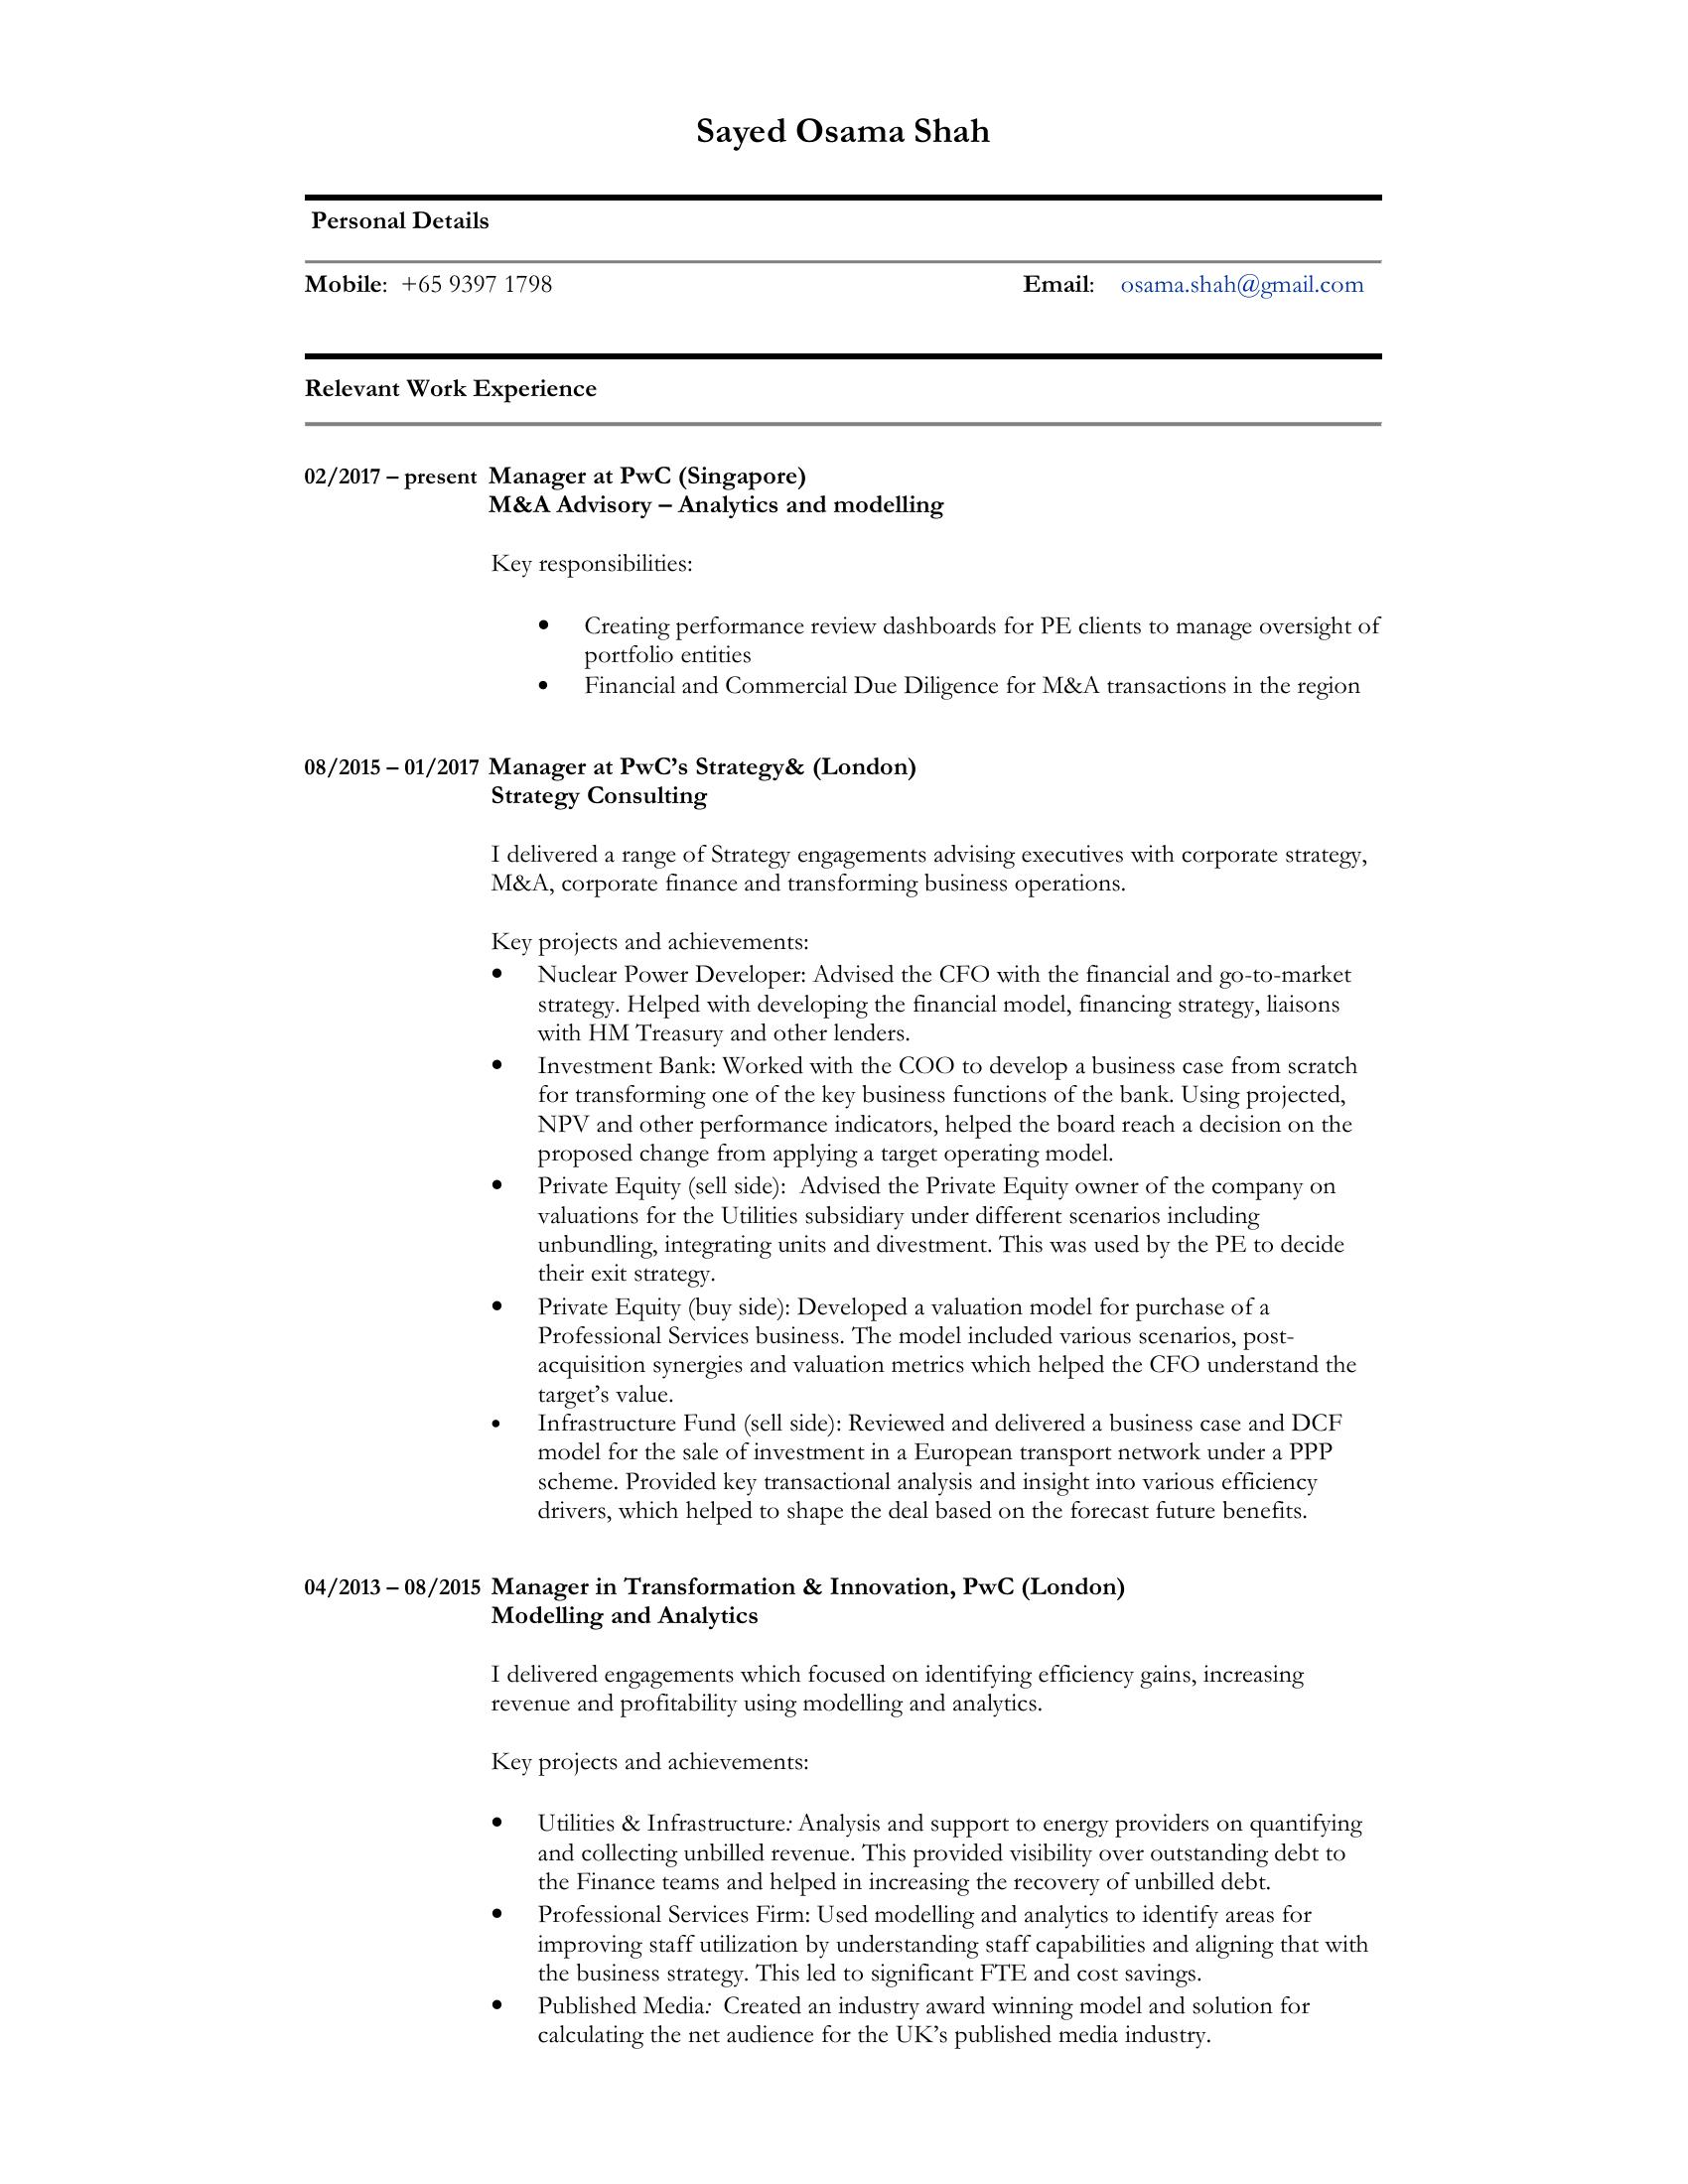 Sayed Osama Shah
Personal Details
Mobile: +65 9397 1798 Email: osama.shah@gmail.com
Relevant Work Experience
02/2017 – present Manager at PwC (Singapore)
M&A Advisory – Analytics and modelling
Key responsibilities:
• Creating performance review dashboards for PE clients to manage oversight of
portfolio entities
• Financial and Commercial Due Diligence for M&A transactions in the region
08/2015 – 01/2017 Manager at PwC’s Strategy& (London)
Strategy Consulting
I delivered a range of Strategy engagements advising executives with corporate strategy,
M&A, corporate finance and transforming business operations.
Key projects and achievements:
• Nuclear Power Developer: Advised the CFO with the financial and go-to-market
strategy. Helped with developing the financial model, financing strategy, liaisons
with HM Treasury and other lenders.
• Investment Bank: Worked with the COO to develop a business case from scratch
for transforming one of the key business functions of the bank. Using projected,
NPV and other performance indicators, helped the board reach a decision on the
proposed change from applying a target operating model.
• Private Equity (sell side): Advised the Private Equity owner of the company on
valuations for the Utilities subsidiary under different scenarios including
unbundling, integrating units and divestment. This was used by the PE to decide
their exit strategy.
• Private Equity (buy side): Developed a valuation model for purchase of a
Professional Services business. The model included various scenarios, post-
acquisition synergies and valuation metrics which helped the CFO understand the
target’s value.
• Infrastructure Fund (sell side): Reviewed and delivered a business case and DCF
model for the sale of investment in a European transport network under a PPP
scheme. Provided key transactional analysis and insight into various efficiency
drivers, which helped to shape the deal based on the forecast future benefits.
04/2013 – 08/2015 Manager in Transformation & Innovation, PwC (London)
Modelling and Analytics
I delivered engagements which focused on identifying efficiency gains, increasing
revenue and profitability using modelling and analytics.
Key projects and achievements:
• Utilities & Infrastructure: Analysis and support to energy providers on quantifying
and collecting unbilled revenue. This provided visibility over outstanding debt to
the Finance teams and helped in increasing the recovery of unbilled debt.
• Professional Services Firm: Used modelling and analytics to identify areas for
improving staff utilization by understanding staff capabilities and aligning that with
the business strategy. This led to significant FTE and cost savings.
• Published Media: Created an industry award winning model and solution for
calculating the net audience for the UK’s published media industry.